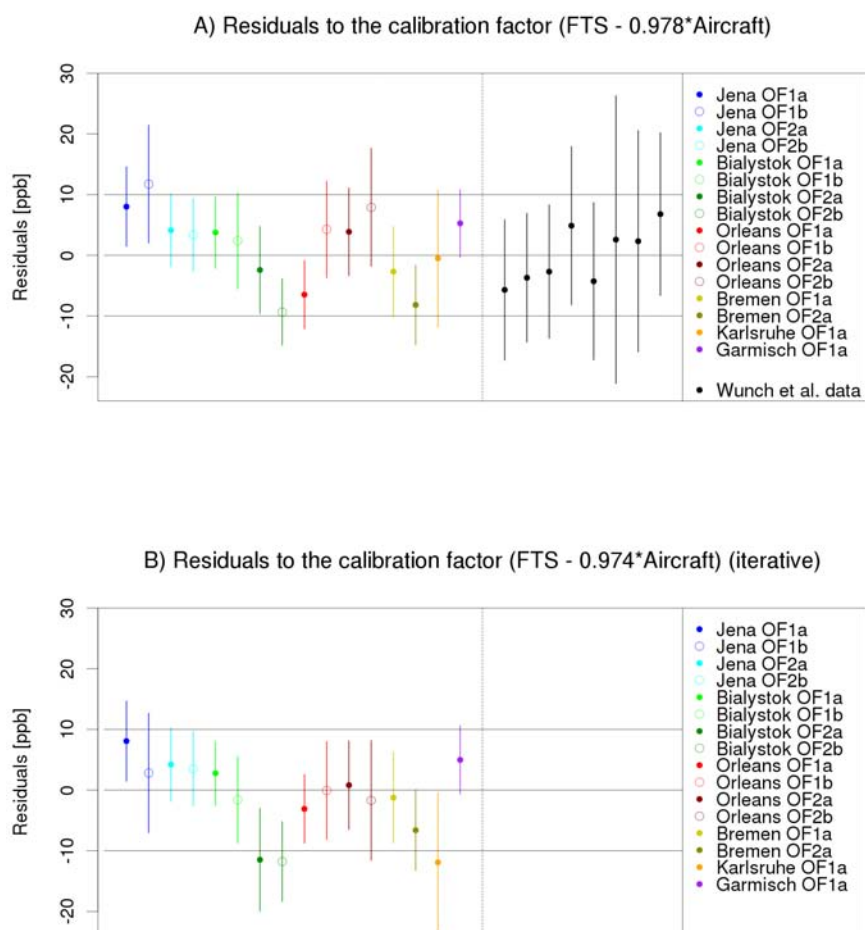 A) Residuals to the calibration factor (FTS - 0.978*Aircraft)
Residuals [ppb]
30
20
10
0
-10
-20
Jena OF1a
Jena OF1b
Jena OF2a
Jena OF2b
Bialystok OF1a
Bialystok OF1b
Bialystok OF2a
Bialystok OF2b
Orleans OF1a
Orleans OF1b
Orleans OF2a
Orleans OF2b
Bremen OF1a
Bremen OF2a
Karlsruhe OF1a
Garmisch OF1a
Wunch et al. data
B) Residuals to the calibration factor (FTS - 0.974*Aircraft) (iterative)
Residuals [ppb]
30
20
10
0
-10
-20
Jena OF1a
Jena OF1b
Jena OF2a
Jena OF2b
Bialystok OF1a
Bialystok OF1b
Bialystok OF2a
Bialystok OF2b
Orleans OF1a
Orleans OF1b
Orleans OF2a
Orleans OF2b
Bremen OF1a
Bremen OF2a
Karlsruhe OF1a
Garmisch OF1a